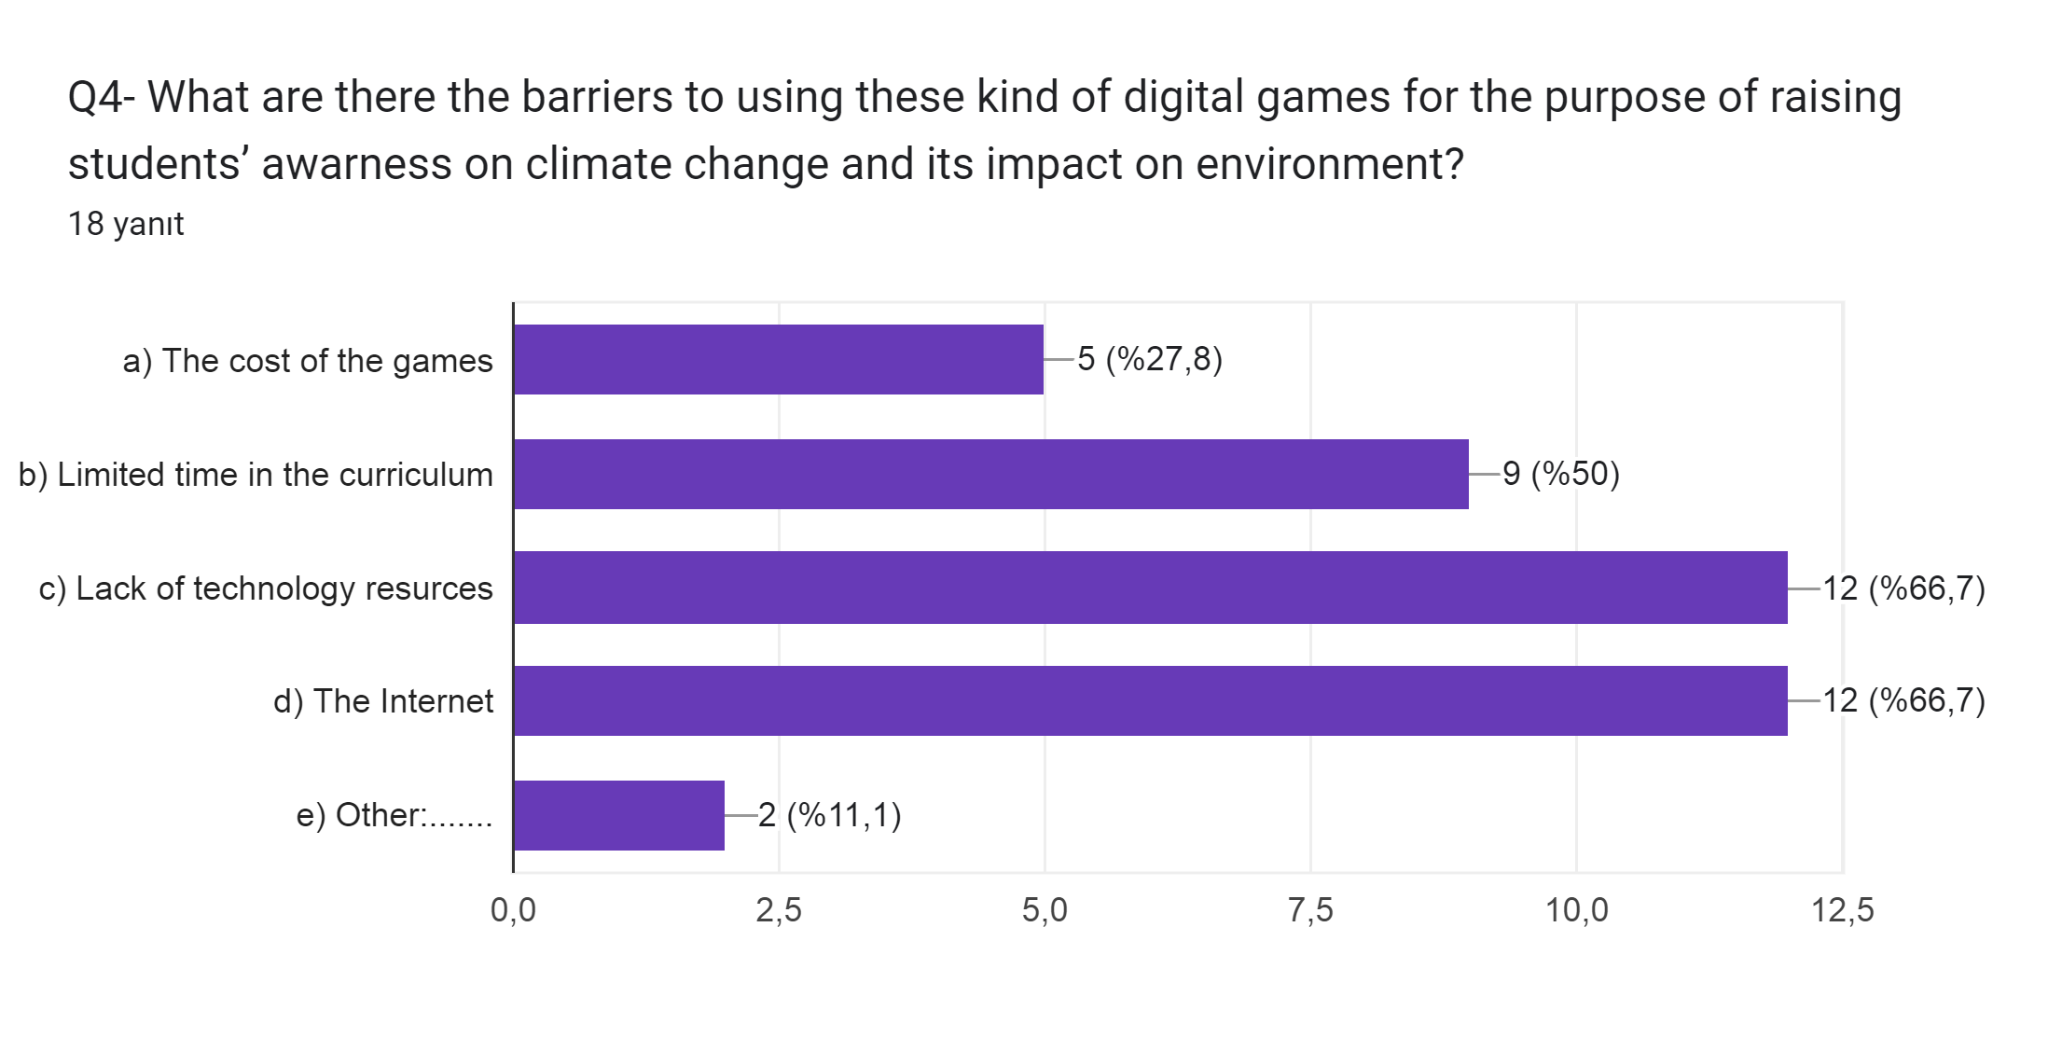 Q4- What are there the barriers to using these kind of digital games for the purpose of raising
students’ awarness on climate change and its impact on environment?
18 yanıt
a) The cost of the games
5 (%27,8)
b) Limited time in the curriculum
9 (%50)
c) Lack of technology resurces
12 (%66,7)
d) The Internet
12 (%66,7)
e) Other:.......
2 (%11,1)
0,0 2,5 5,0 7,5 10,0 12,5